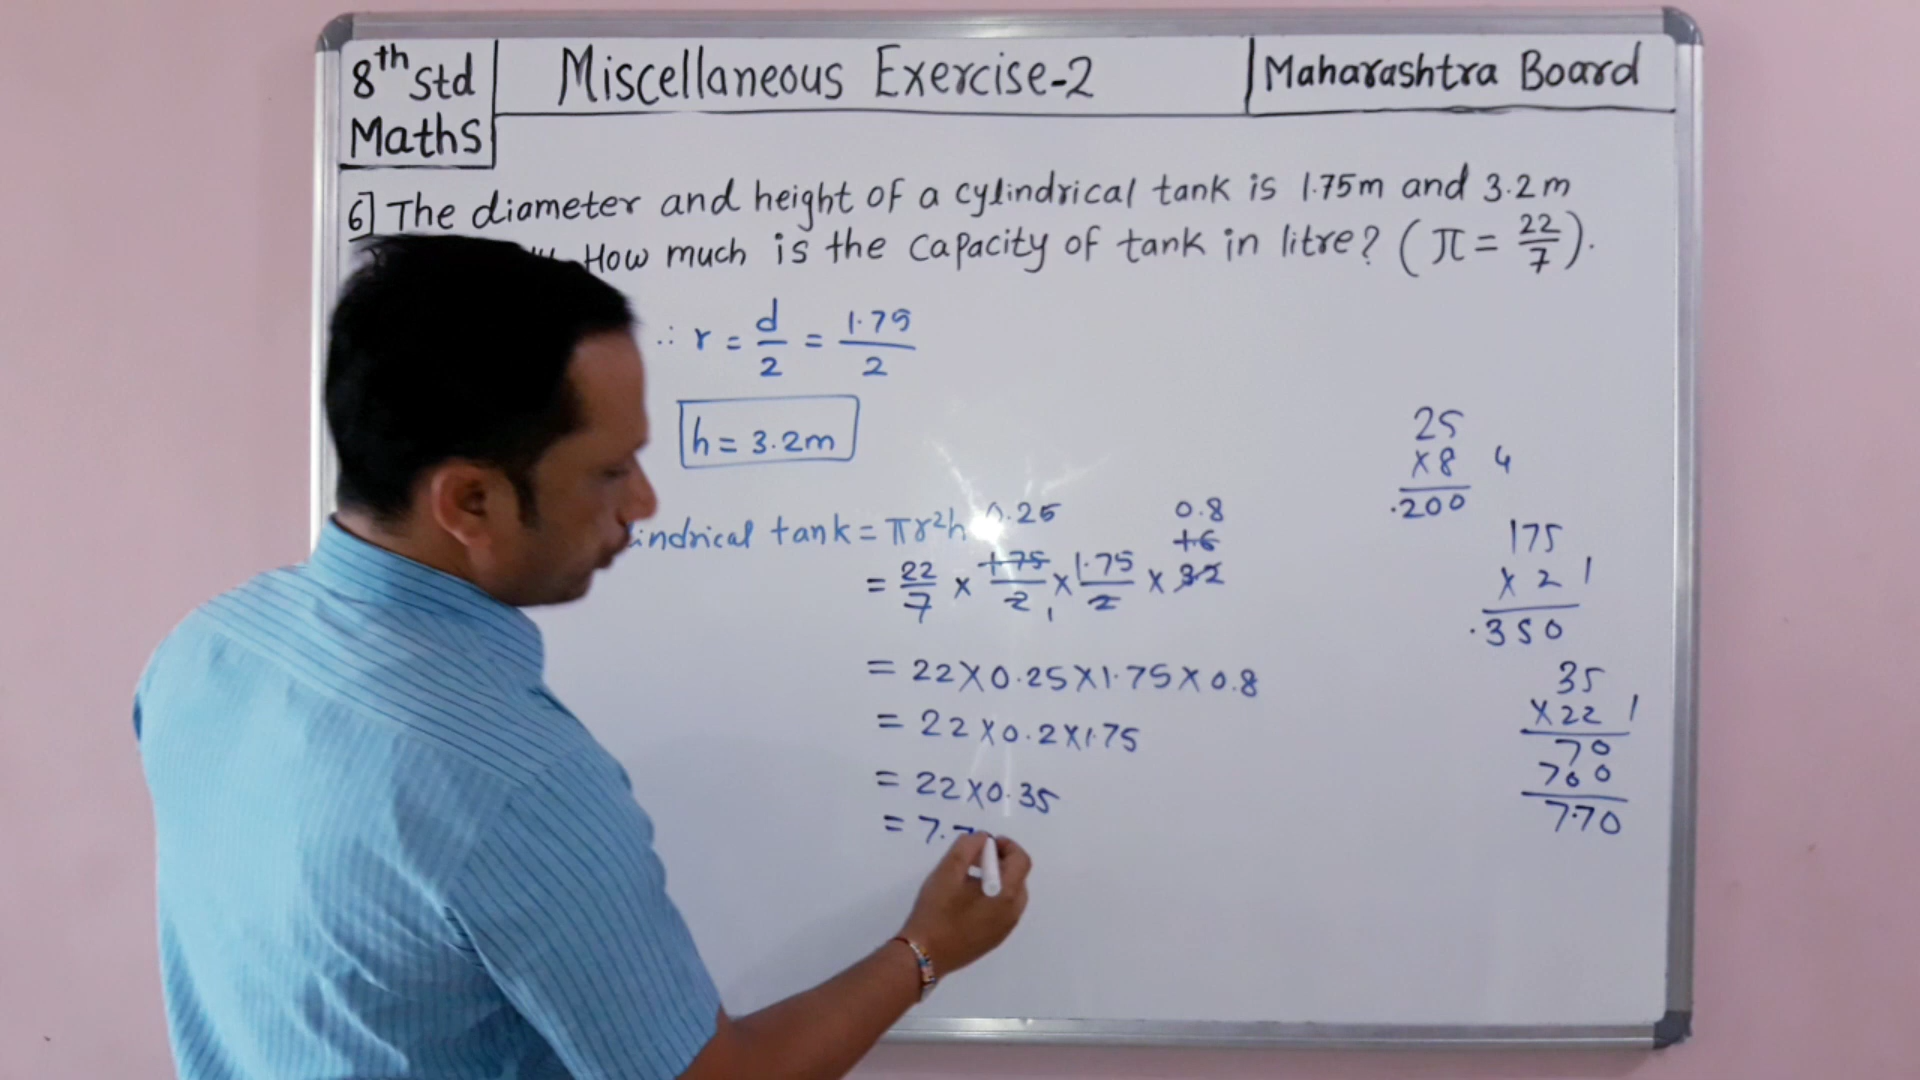 8th Std
Maths
Miscellaneous Exercise-2
Maharashtra Board
6] The diameter and height of a cylindrical tank is 1.75m and 3.2m
How much is the capacity of tank in litre? (π = 22/7).
∴ r = d/2 = 1.75/2
h = 3.2m
indrical tank = πr²h
0.25 0.8
1.6
= 22/7 × 1.75/2 × 1.75/2 × 3.2
1
= 22×0.25×1.75×0.8
= 22×0.2×1.75
= 22×0.35
= 7.7
25
×8 4
.200
175
×2 1
.350
35
×22 1
70
700
7.70